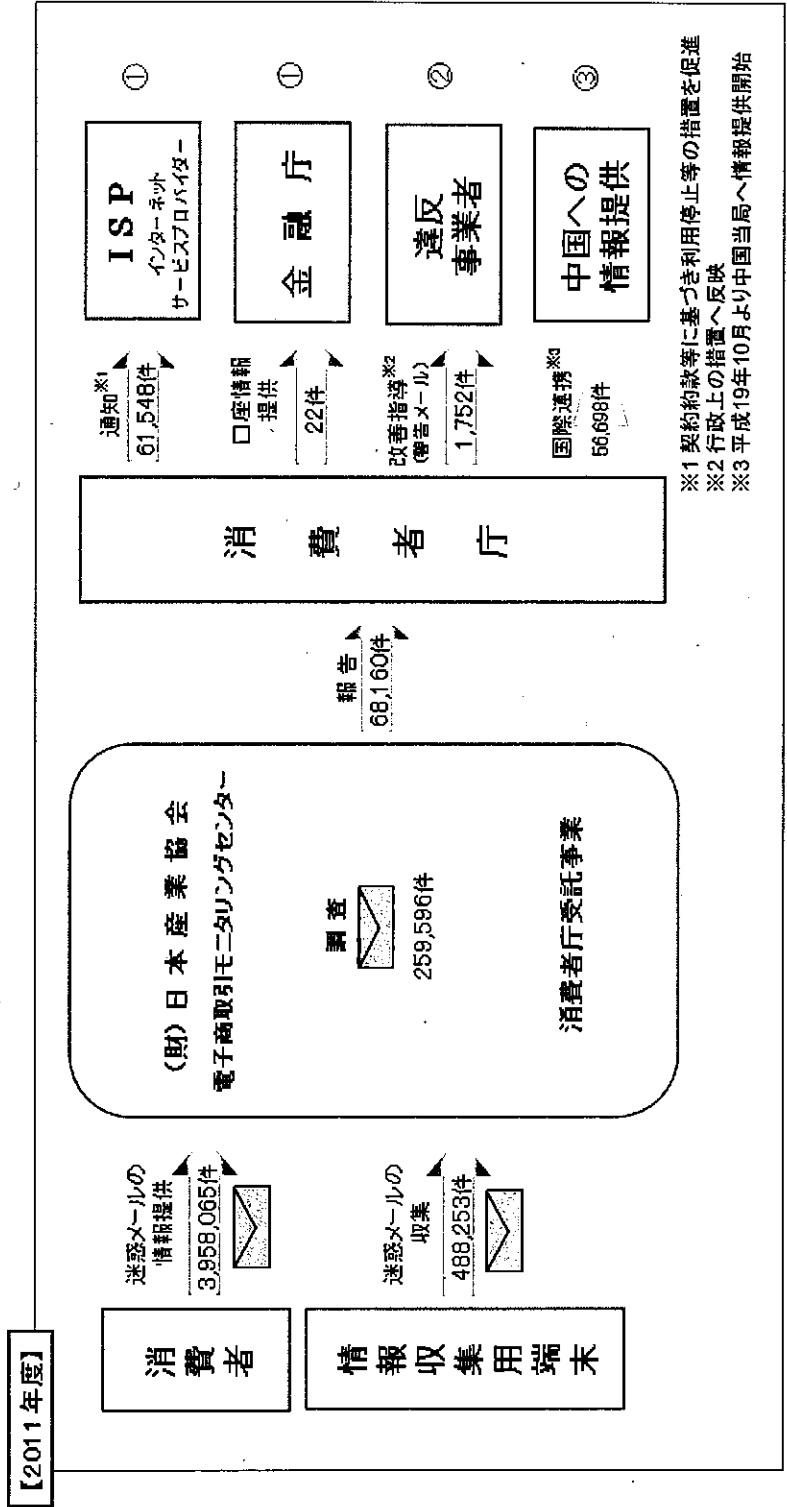 【2011年度】
消費者
迷惑メールの
情報提供
3,958,065件
情報収集用端末
迷惑メールの
収集
488,253件
（財）日本産業協会
電子商取引モニタリングセンター
調査
259,596件
消費者庁受託事業
報告
68,160件
消費者庁
通知※1
61,548件
ISP
インターネット
サービスプロバイダー
①
口座情報
提供
22件
金融庁
①
改善指導※2
(警告メール)
1,752件
違反
事業者
②
国際連携※3
56,698件
中国への
情報提供
③
※1 契約約款等に基づき利用停止等の措置を促進
※2 行政上の措置へ反映
※3 平成19年10月より中国当局へ情報提供開始